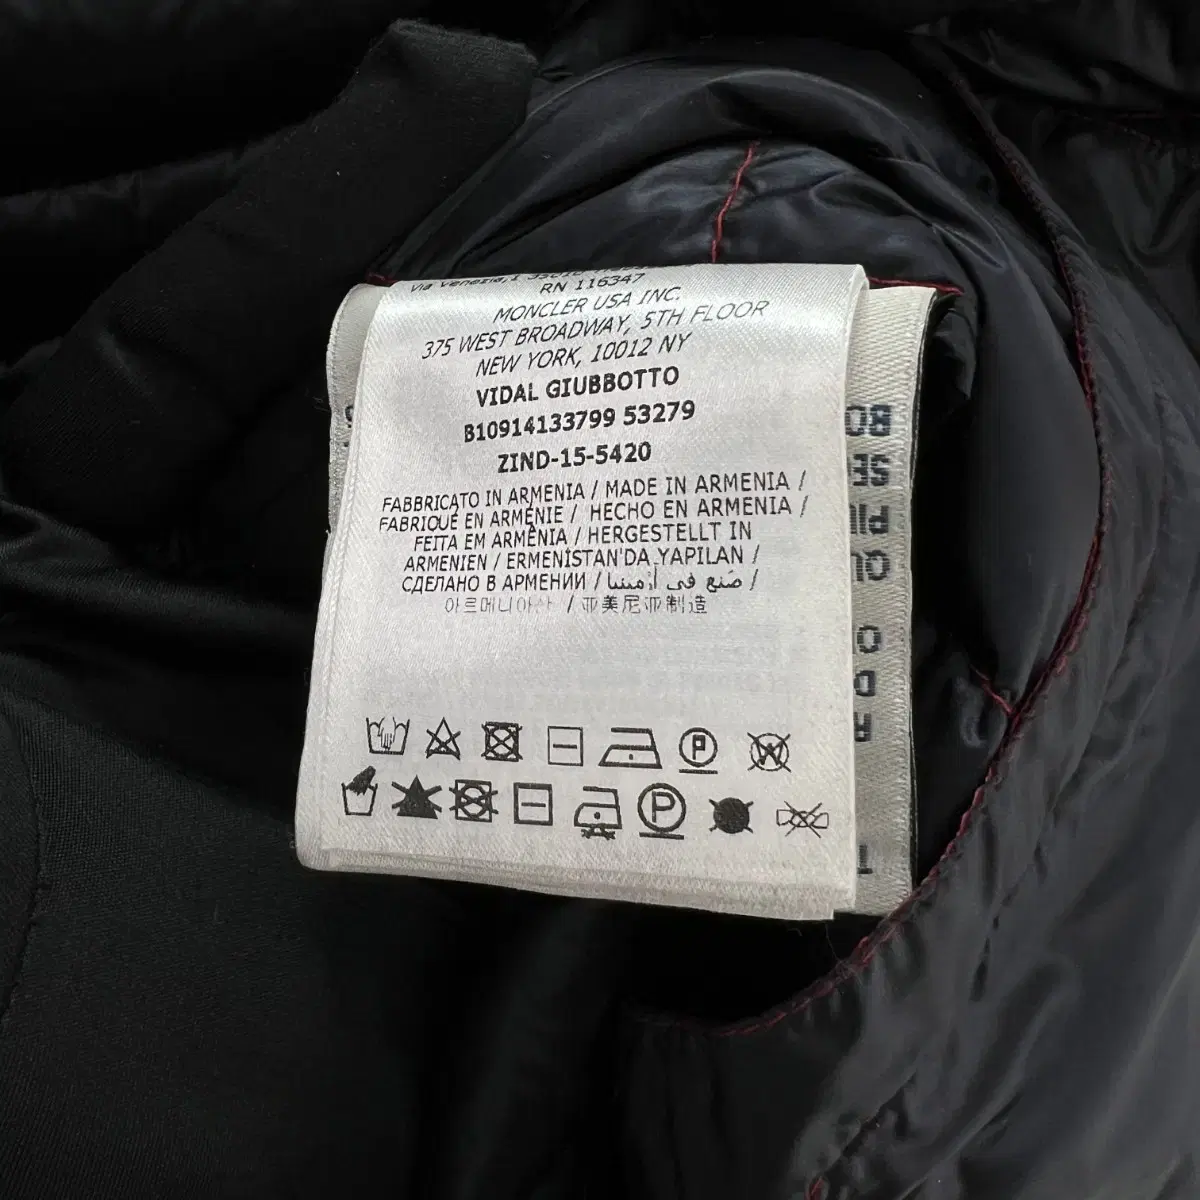 Via Venezia, 1
RN 116347
MONCLER USA INC.
375 WEST BROADWAY, 5TH FLOOR
NEW YORK, 10012 NY
VIDAL GIUBBOTTO
B10914133799 53279
ZIND-15-5420
FABBRICATO IN ARMENIA / MADE IN ARMENIA /
FABRIQUÉ EN ARMÉNIE / HECHO EN ARMENIA /
FEITA EM ARMÊNIA / HERGESTELLT IN
ARMENIEN / ERMENİSTAN'DA YAPILAN /
СДЕЛАНО В АРМЕНИИ / صنع في أرمينيا /
아르메니아산 / 亚美尼亚制造
P
W
P